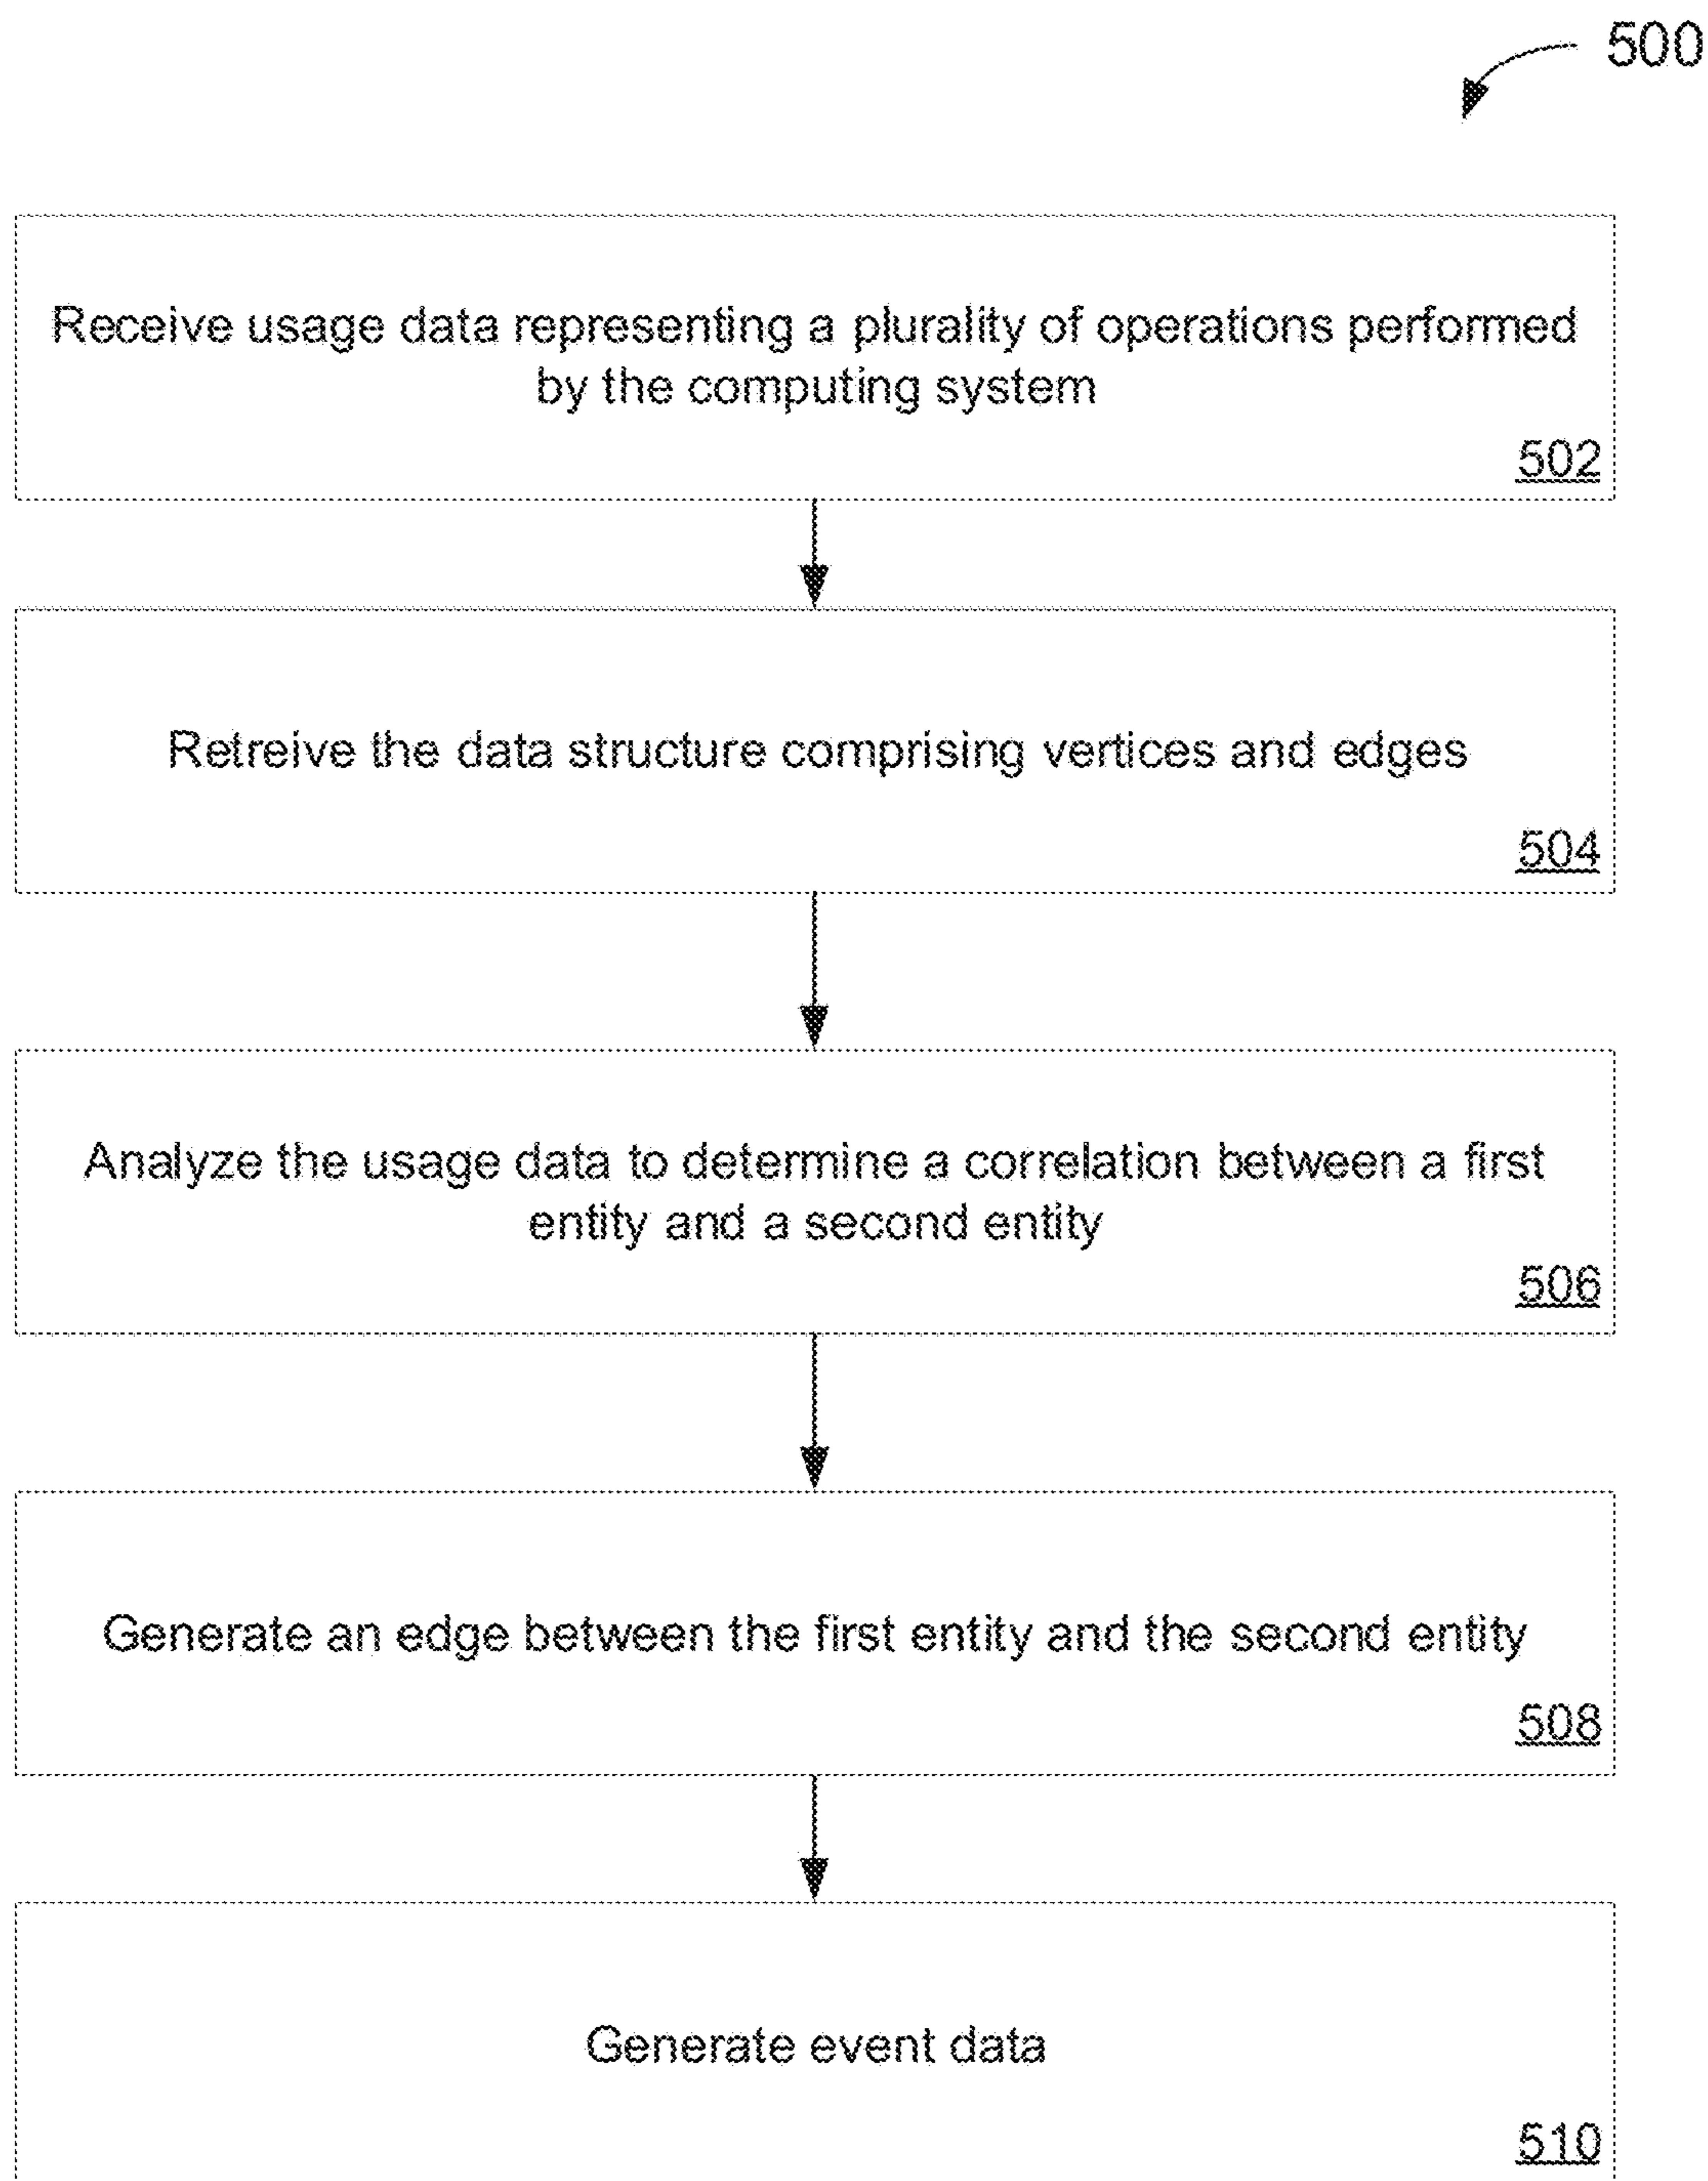 500
Receive usage data representing a plurality of operations performed
by the computing system
502
Retreive the data structure comprising vertices and edges
504
Analyze the usage data to determine a correlation between a first
entity and a second entity
506
Generate an edge between the first entity and the second entity
508
Generate event data
510